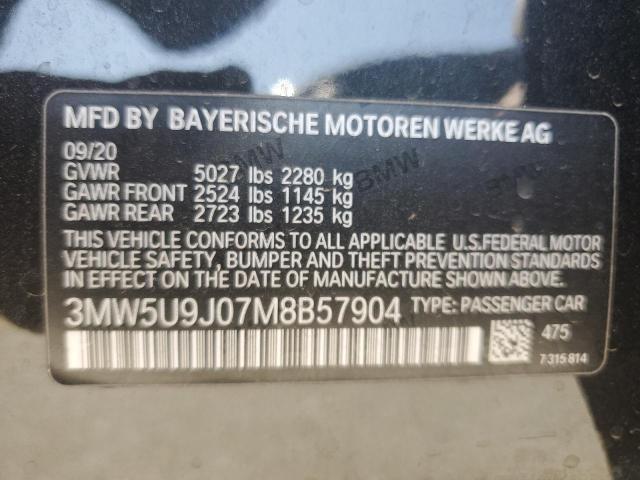 MFD BY BAYERISCHE MOTOREN WERKE AG
09/20
GVWR 5027 lbs 2280 kg
GAWR FRONT 2524 lbs 1145 kg
GAWR REAR 2723 lbs 1235 kg
THIS VEHICLE CONFORMS TO ALL APPLICABLE U.S.FEDERAL MOTOR
VEHICLE SAFETY, BUMPER AND THEFT PREVENTION STANDARDS
IN EFFECT ON THE DATE OF MANUFACTURE SHOWN ABOVE.
3MW5U9J07M8B57904 TYPE: PASSENGER CAR
475
7 315 814
BMW
BMW
BMW